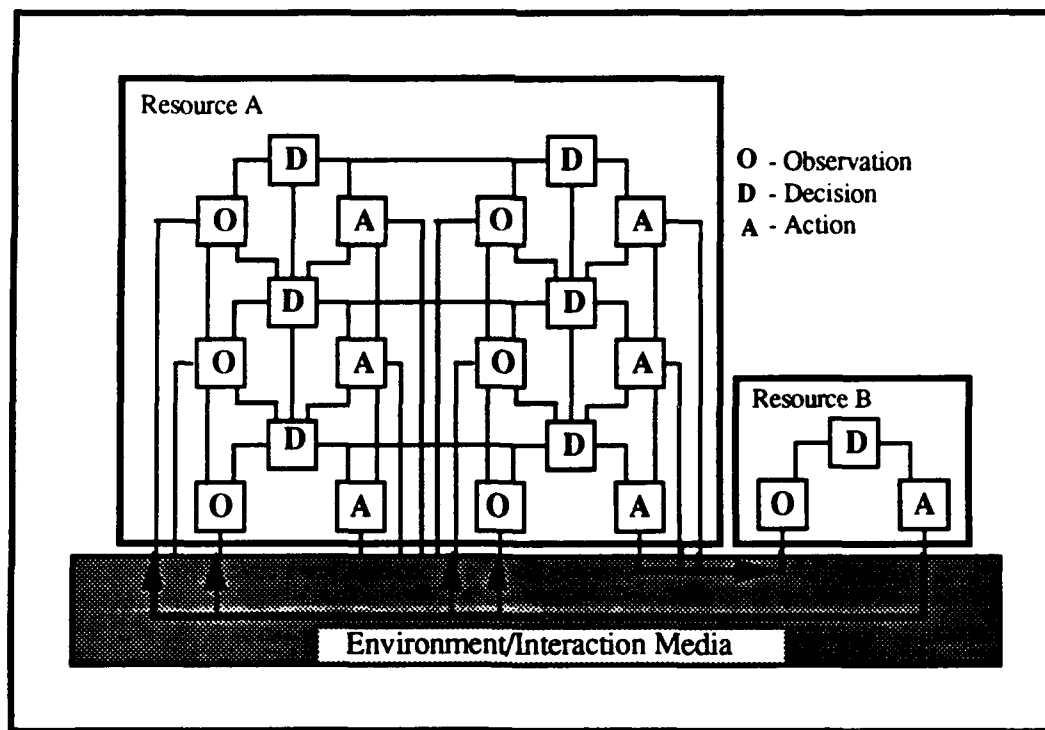 Resource A
D D
O - Observation
D - Decision
A - Action
O A O A
D D
O A O A
Resource B
D D
D
O A O A
O A
Environment/Interaction Media